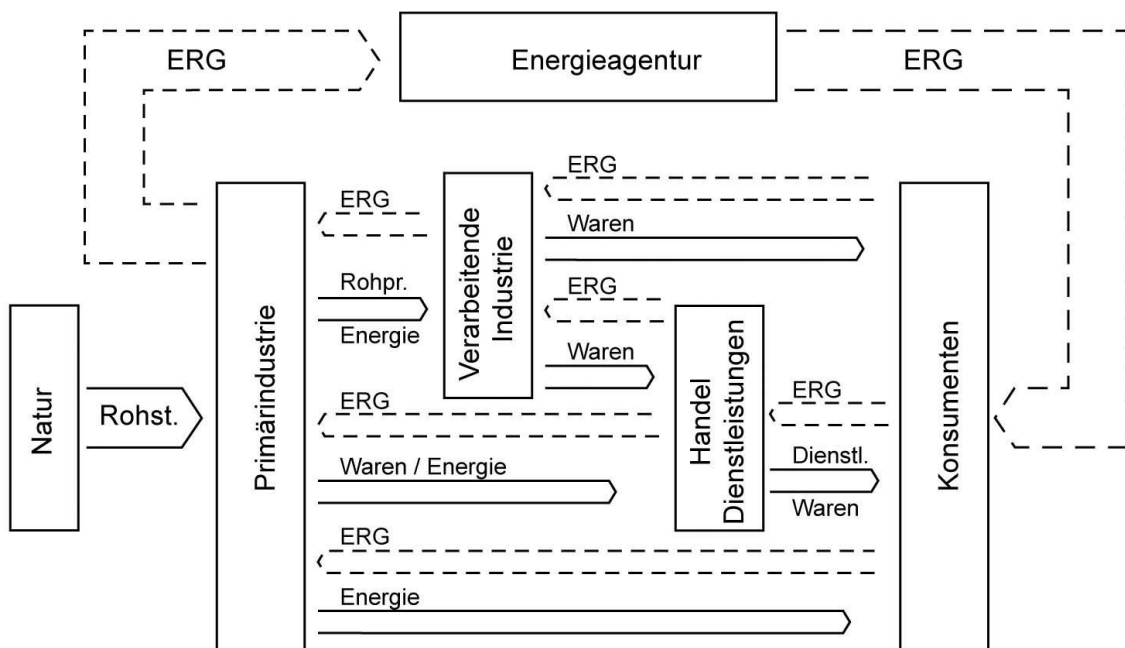 ERG
Energieagentur
ERG
ERG
ERG
Waren
Rohpr.
Energie
ERG
Waren
ERG
ERG
Waren / Energie
Dienstl.
Waren
ERG
Energie
Natur
Rohst.
Primärindustrie
Verarbeitende
Industrie
Handel
Dienstleistungen
Konsumenten